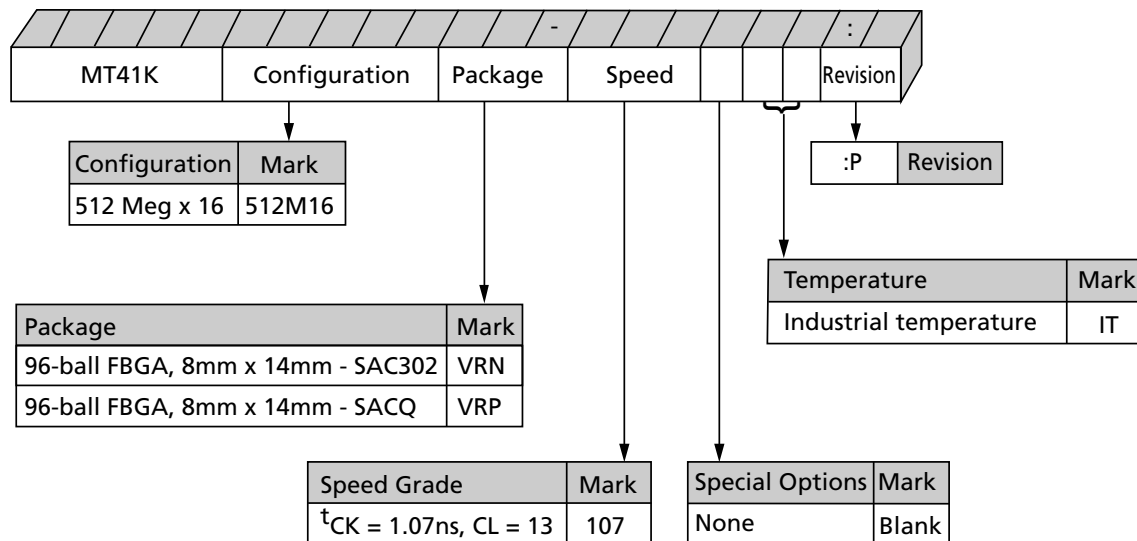 - :
MT41K Configuration Package Speed Revision
Configuration Mark
512 Meg x 16 512M16
:P Revision
Temperature Mark
Industrial temperature IT
Package Mark
96-ball FBGA, 8mm x 14mm - SAC302 VRN
96-ball FBGA, 8mm x 14mm - SACQ VRP
Speed Grade Mark
tCK = 1.07ns, CL = 13 107
Special Options Mark
None Blank